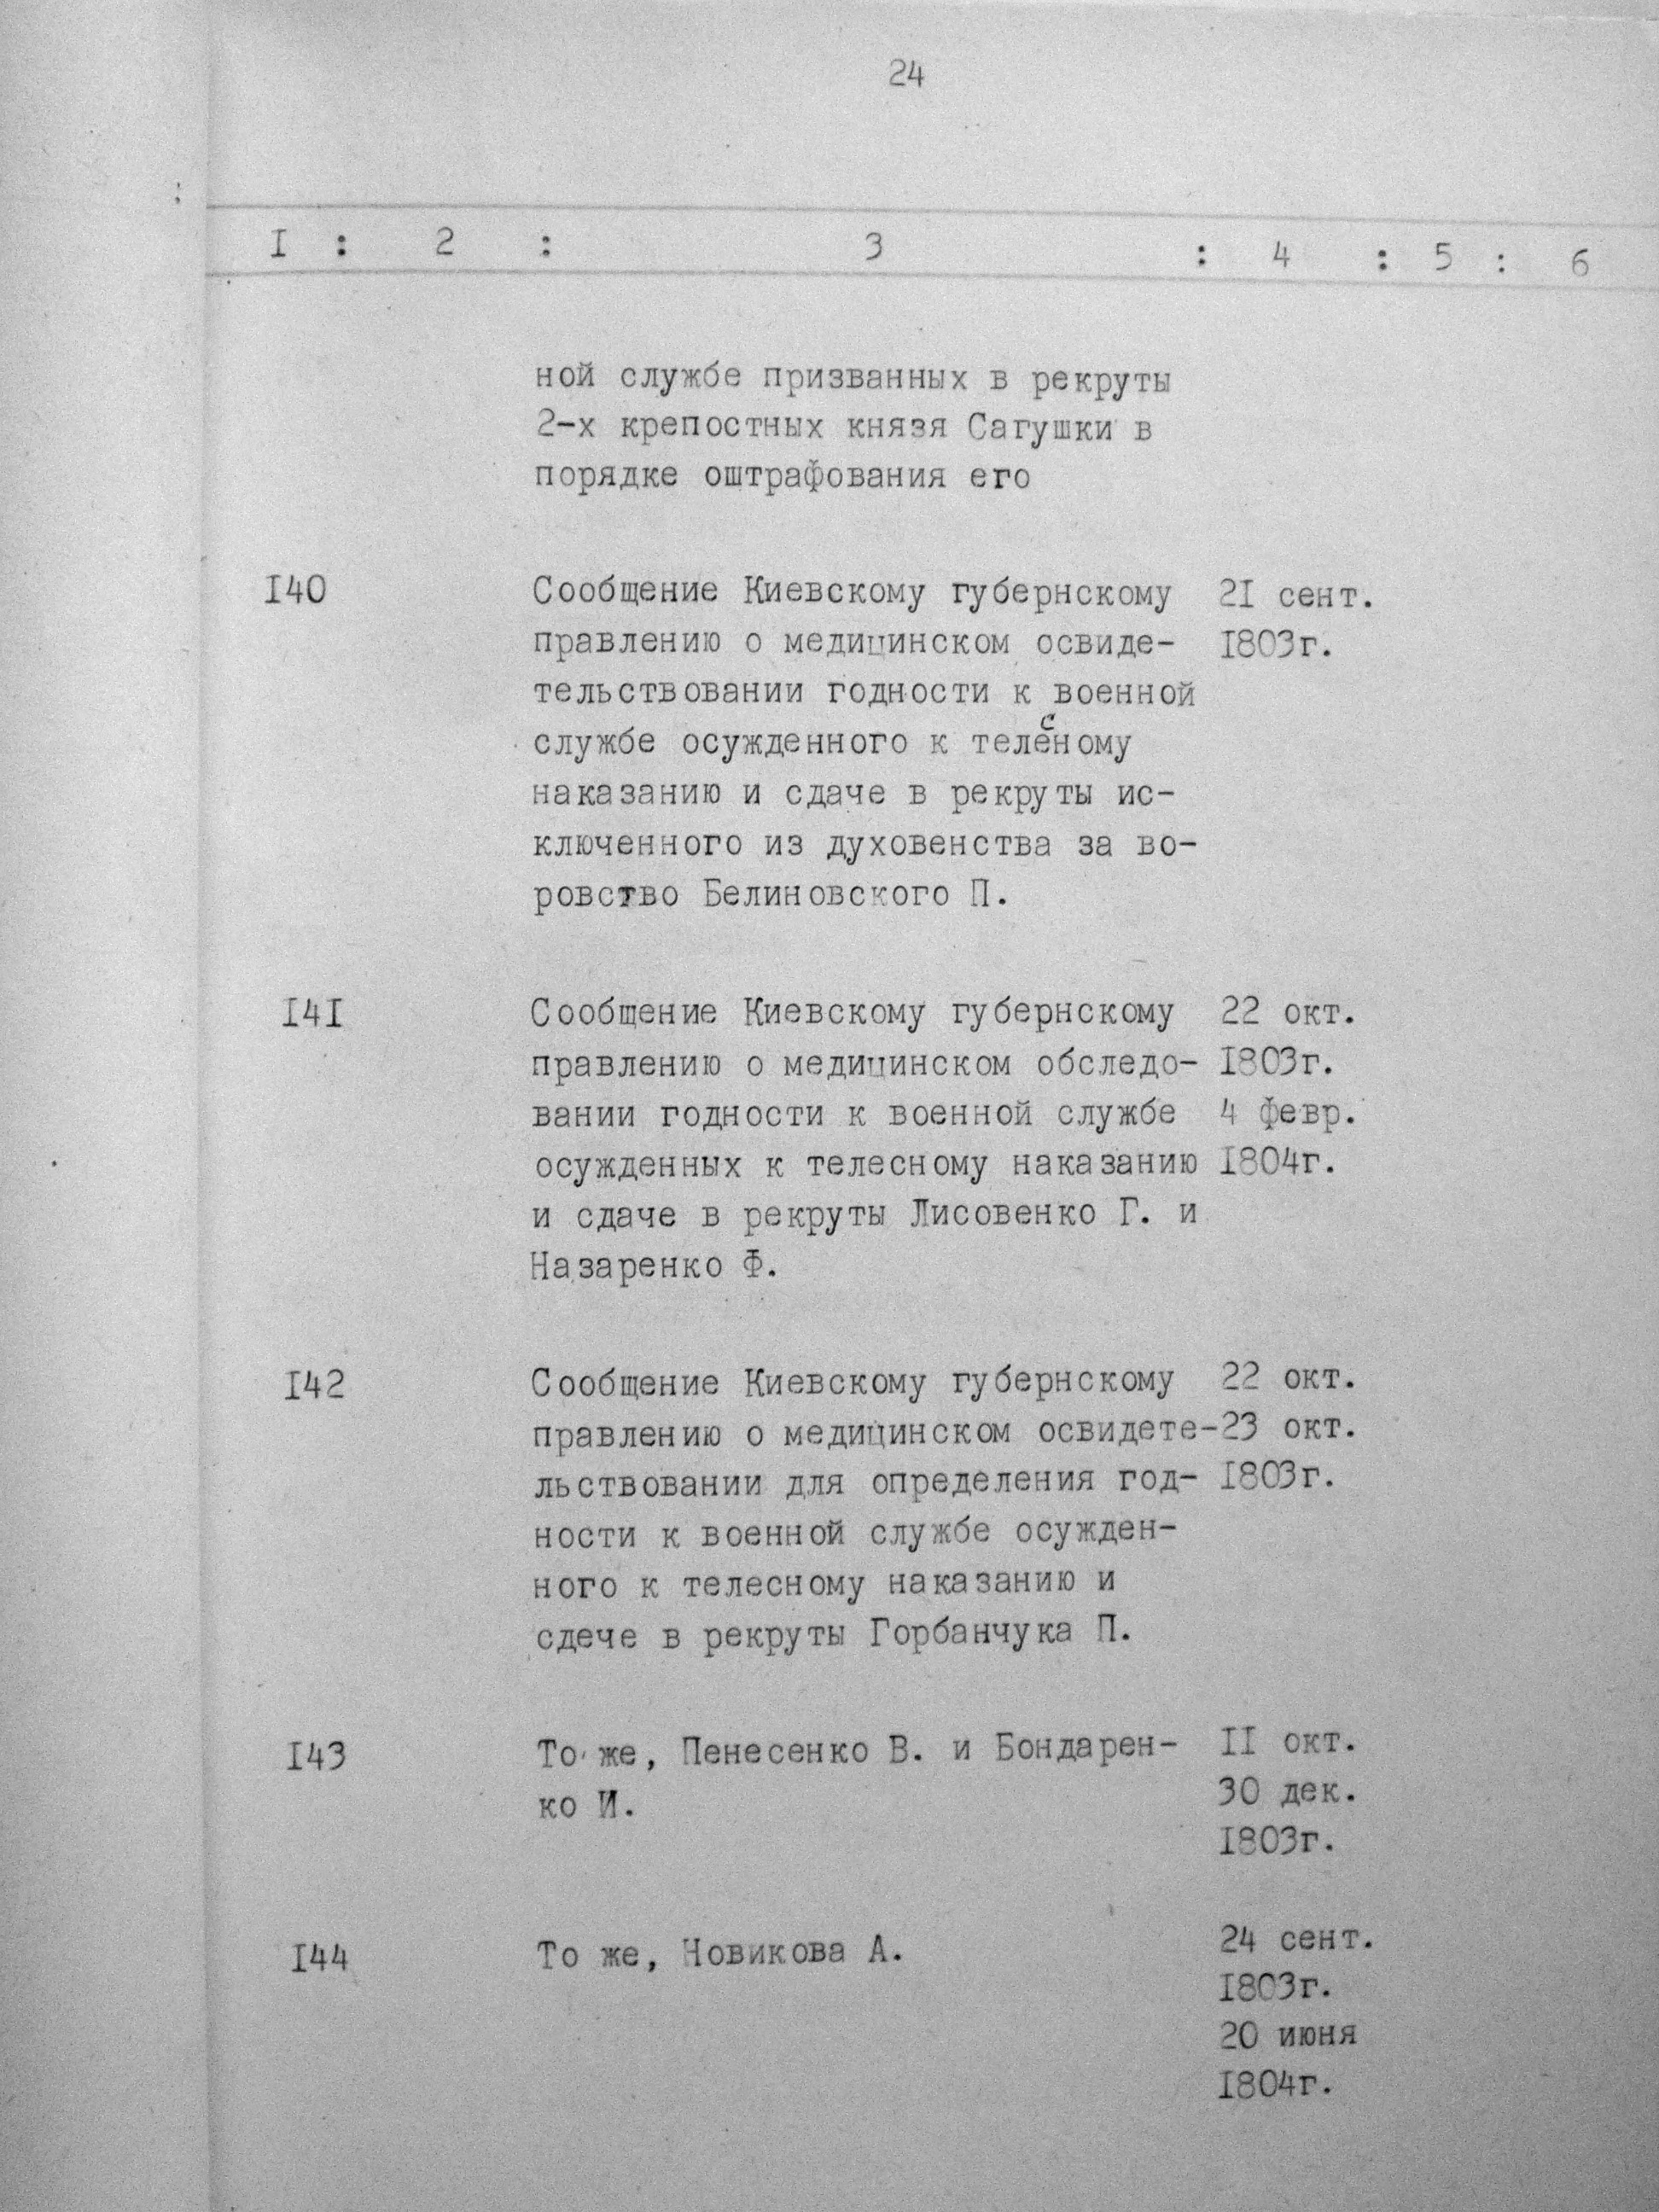 24
I : 2 : 3 : 4 : 5 : 6
ной службе призванных в рекруты
2-х крепостных князя Сагушки в
порядке оштрафования его
I40 Сообщение Киевскому губернскому 2I сент.
правлению о медицинском освиде- I803г.
тельствовании годности к военной
службе осужденного к телесному
наказанию и сдаче в рекруты ис-
ключенного из духовенства за во-
ровство Белиновского П.
I4I Сообщение Киевскому губернскому 22 окт.
правлению о медицинском обследо- I803г.
вании годности к военной службе 4 февр.
осужденных к телесному наказанию I804г.
и сдаче в рекруты Лисовенко Г. и
Назаренко Ф.
I42 Сообщение Киевскому губернскому 22 окт.
правлению о медицинском освидете-23 окт.
льствовании для определения год- I803г.
ности к военной службе осужден-
ного к телесному наказанию и
сдече в рекруты Горбанчука П.
I43 То же, Пенесенко В. и Бондарен- II окт.
ко И. 30 дек.
I803г.
I44 То же, Новикова А. 24 сент.
I803г.
20 июня
I804г.